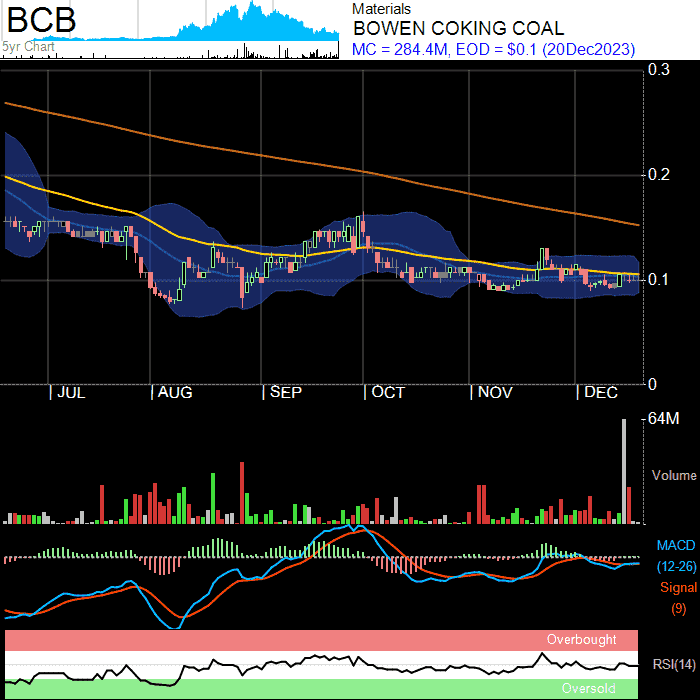 BCB
5yr Chart
Materials
BOWEN COKING COAL
MC = 284.4M, EOD = $0.1 (20Dec2023)
0.3
0.2
0.1
0
| JUL | AUG | SEP | OCT | NOV | DEC
64M
Volume
MACD
(12-26)
Signal
(9)
Overbought
RSI(14)
Oversold